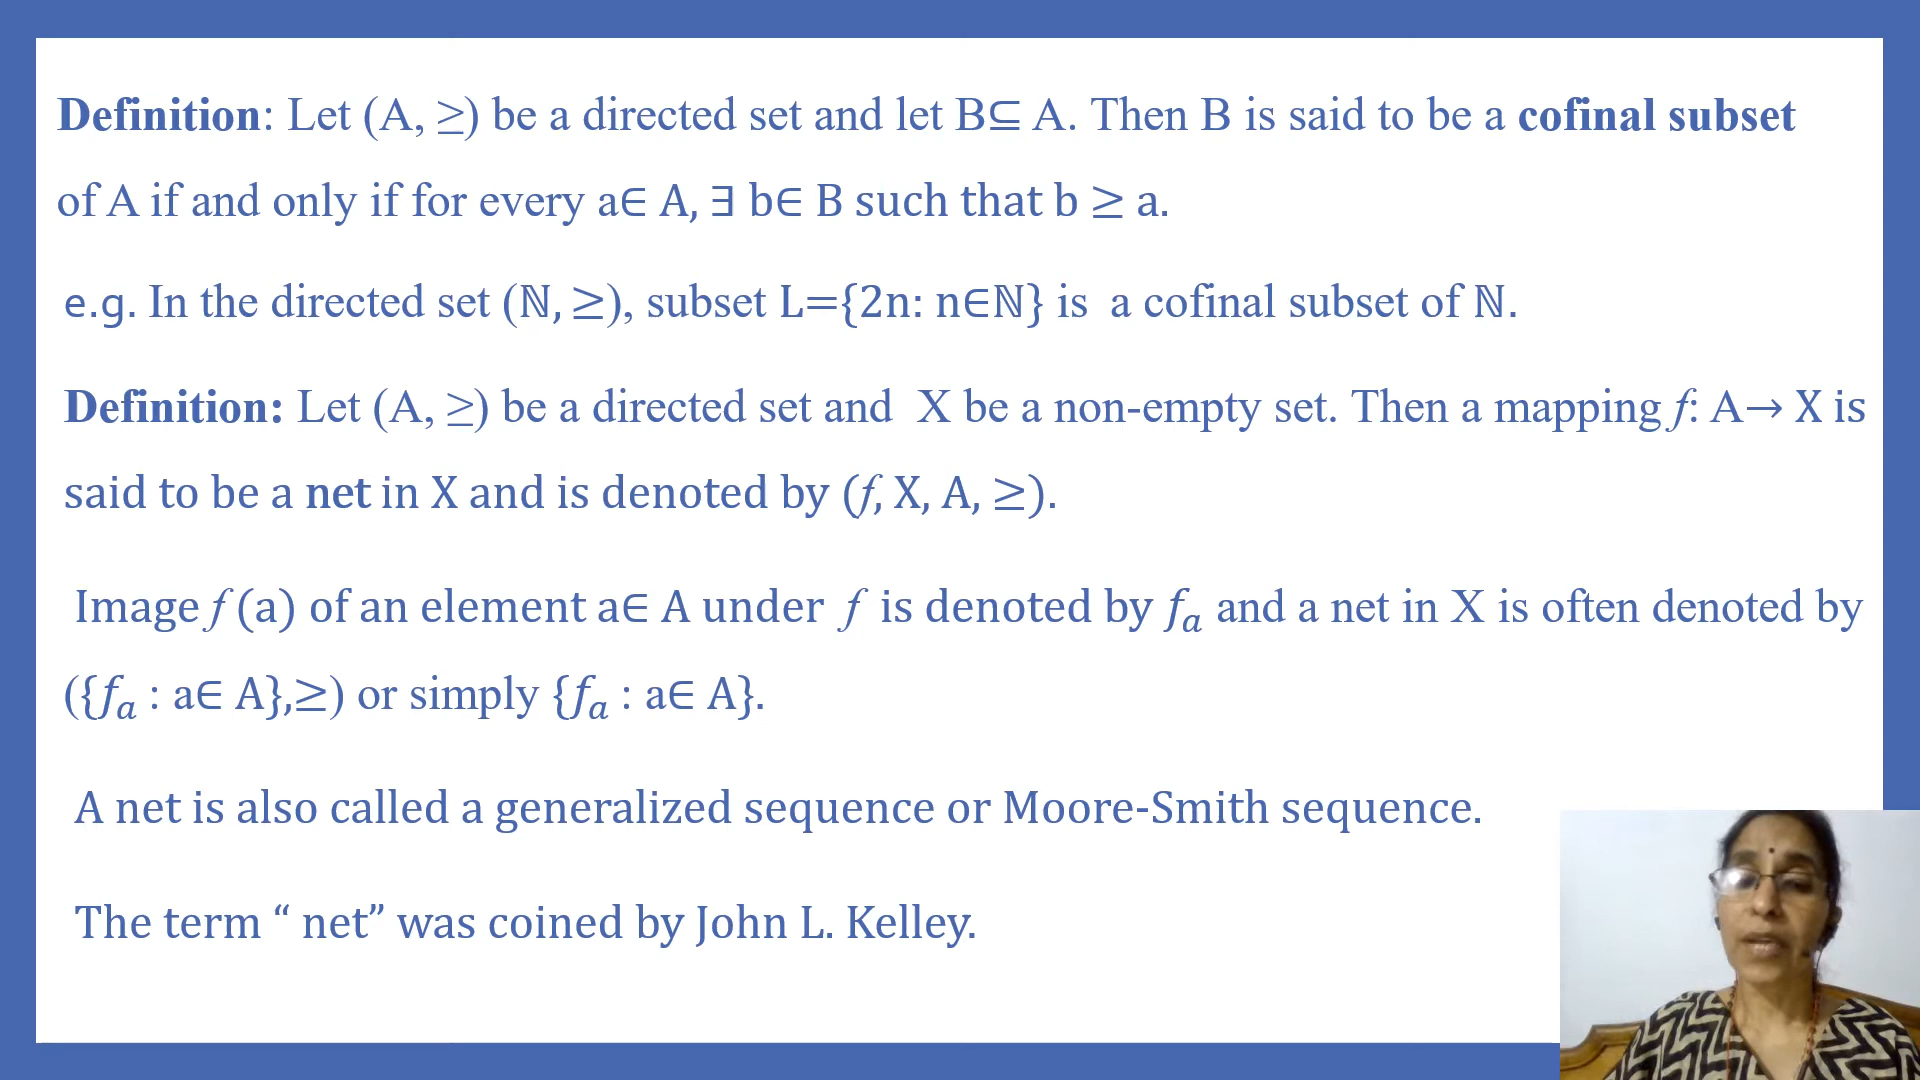 Definition: Let (A, ≥) be a directed set and let B⊆ A. Then B is said to be a cofinal subset
of A if and only if for every a∈ A, ∃ b∈ B such that b ≥ a.
e.g. In the directed set (ℕ, ≥), subset L={2n: n∈ℕ} is a cofinal subset of ℕ.
Definition: Let (A, ≥) be a directed set and X be a non-empty set. Then a mapping f: A→ X is
said to be a net in X and is denoted by (f, X, A, ≥).
Image f (a) of an element a∈ A under f is denoted by fₐ and a net in X is often denoted by
({fₐ : a∈ A},≥) or simply {fₐ : a∈ A}.
A net is also called a generalized sequence or Moore-Smith sequence.
The term “ net” was coined by John L. Kelley.